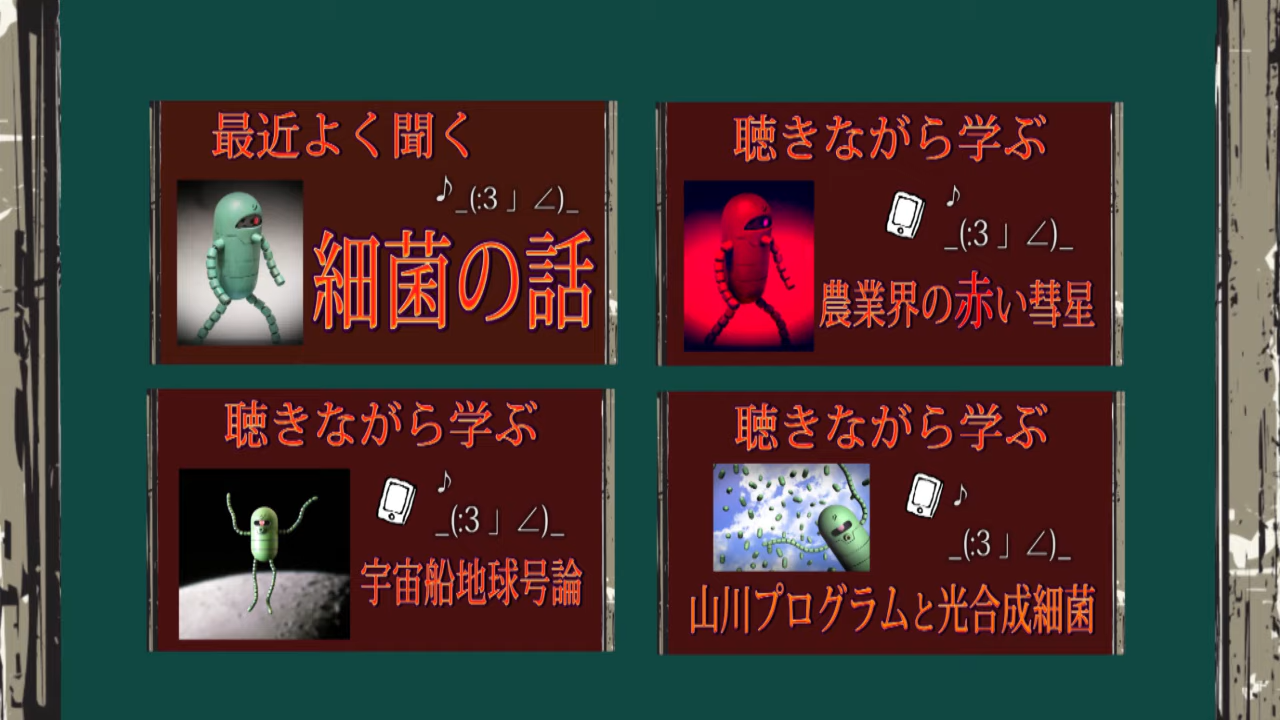 最近よく聞く
♪_(:3 」∠)_
細菌の話
聴きながら学ぶ
♪
_(:3 」∠)_
農業界の赤い彗星
聴きながら学ぶ
♪
_(:3 」∠)_
宇宙船地球号論
聴きながら学ぶ
♪
_(:3 」∠)_
山川プログラムと光合成細菌